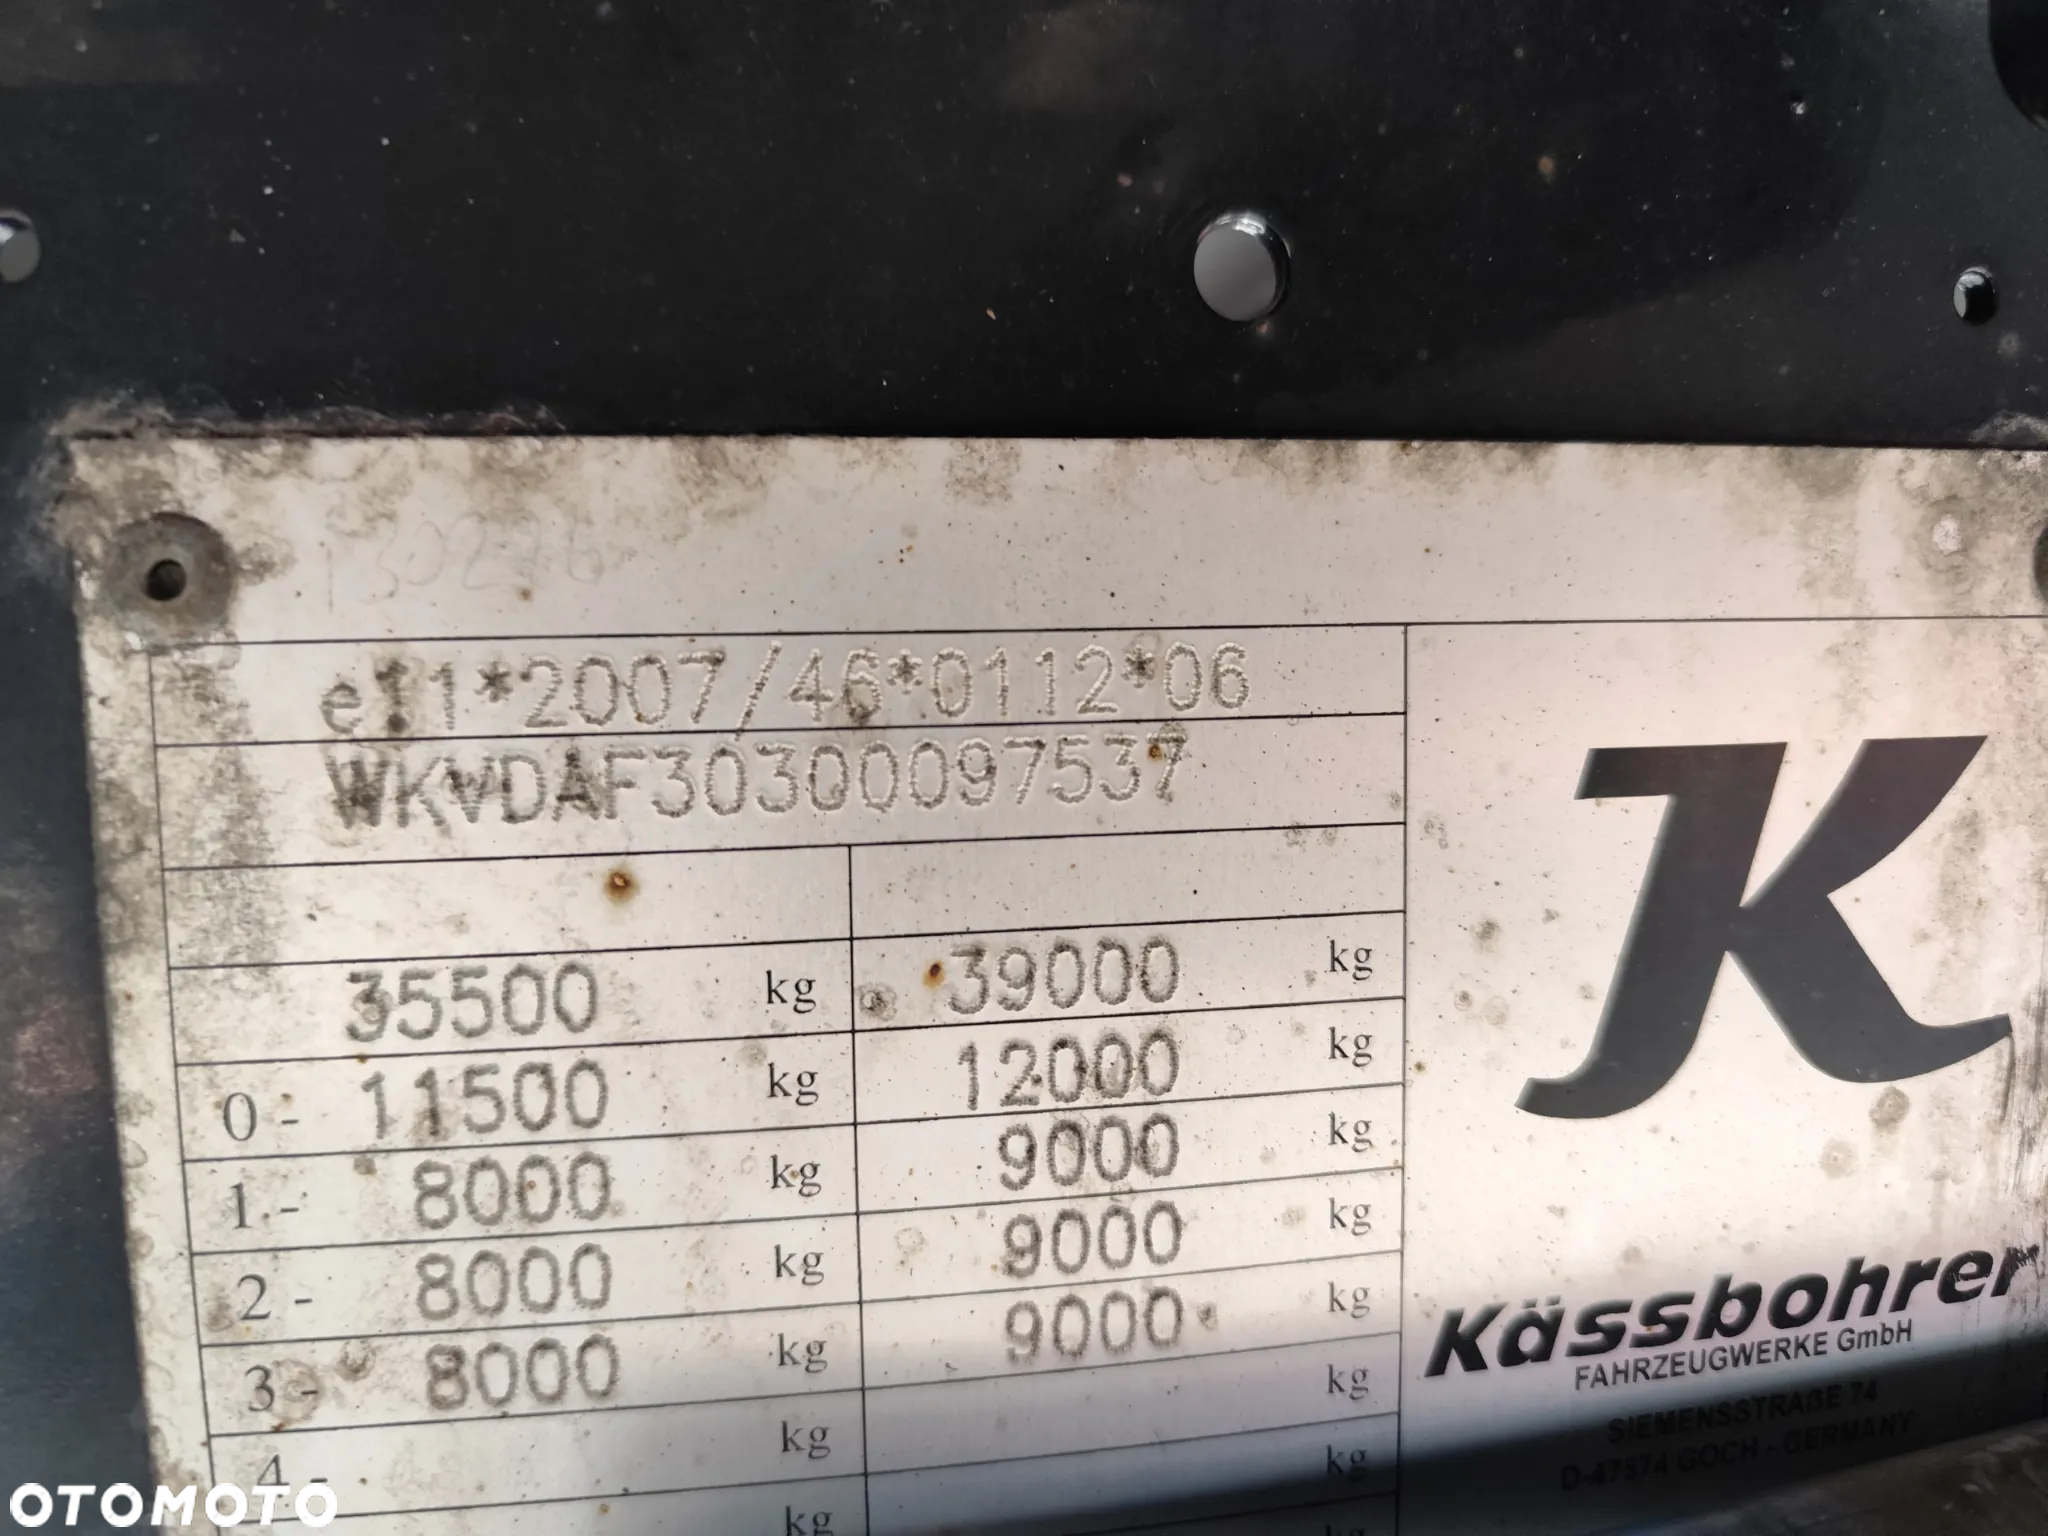 130276
e11*2007/46*0112*06
WKVDAF30300097537
35500 kg 39000 kg
0- 11500 kg 12000 kg
1- 8000 kg 9000 kg
2- 8000 kg 9000 kg
3- 8000 kg 9000 kg
4- kg kg
kg kg
K
Kässbohrer
FAHRZEUGWERKE GmbH
SIEMENSSTRAßE 74
D-47574 GOCH - GERMANY
OTOMOTO